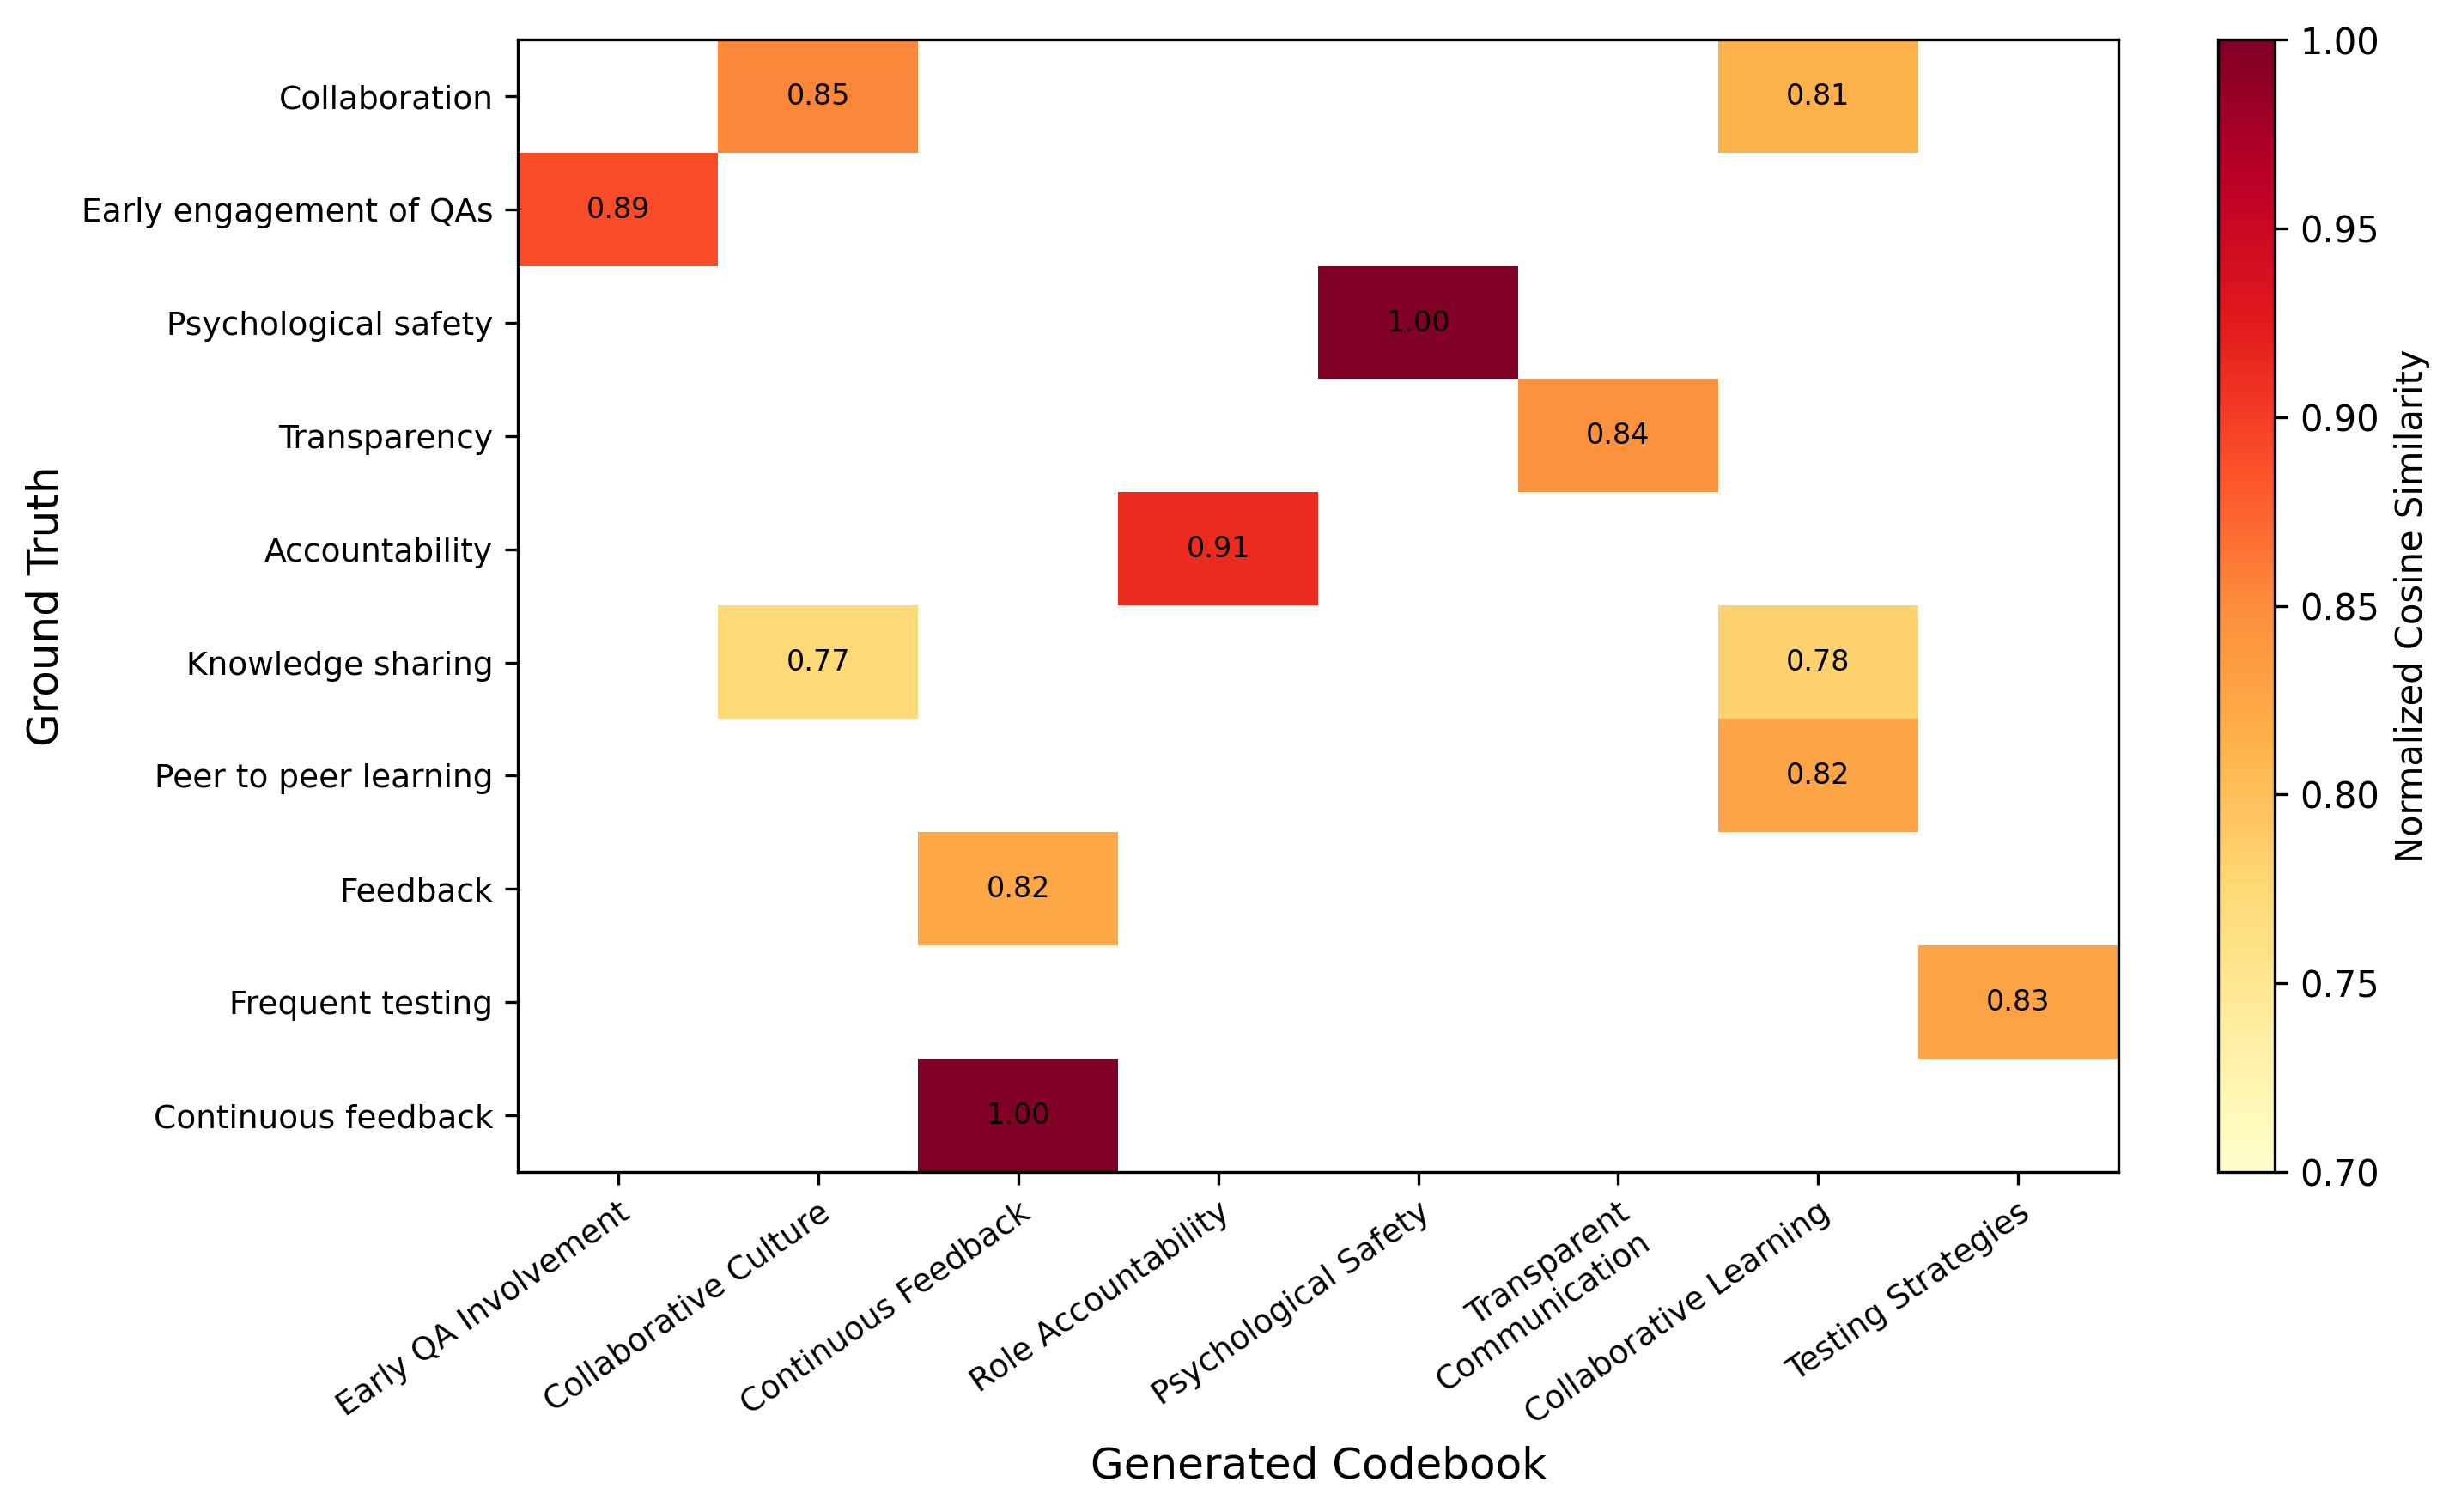 Collaboration
Early engagement of QAs
Psychological safety
Transparency
Accountability
Knowledge sharing
Peer to peer learning
Feedback
Frequent testing
Continuous feedback
Ground Truth
0.85
0.81
0.89
1.00
0.84
0.91
0.77
0.78
0.82
0.82
0.83
1.00
Early QA Involvement
Collaborative Culture
Continuous Feedback
Role Accountability
Psychological Safety
Transparent
Communication
Collaborative Learning
Testing Strategies
Generated Codebook
1.00
0.95
0.90
0.85
0.80
0.75
0.70
Normalized Cosine Similarity